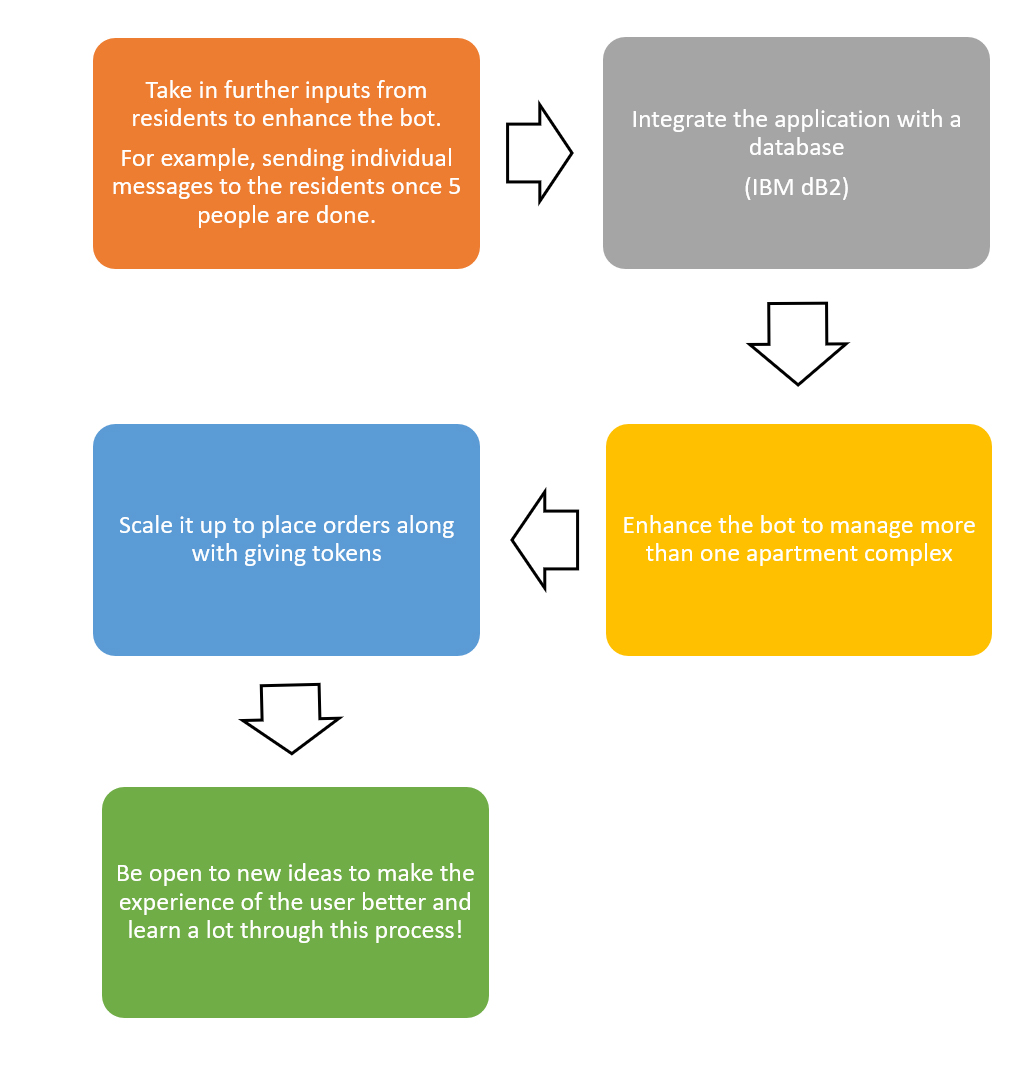 Take in further inputs from
residents to enhance the bot.
For example, sending individual
messages to the residents once 5
people are done.
Integrate the application with a
database
(IBM dB2)
Enhance the bot to manage more
than one apartment complex
Scale it up to place orders along
with giving tokens
Be open to new ideas to make the
experience of the user better and
learn a lot through this process!